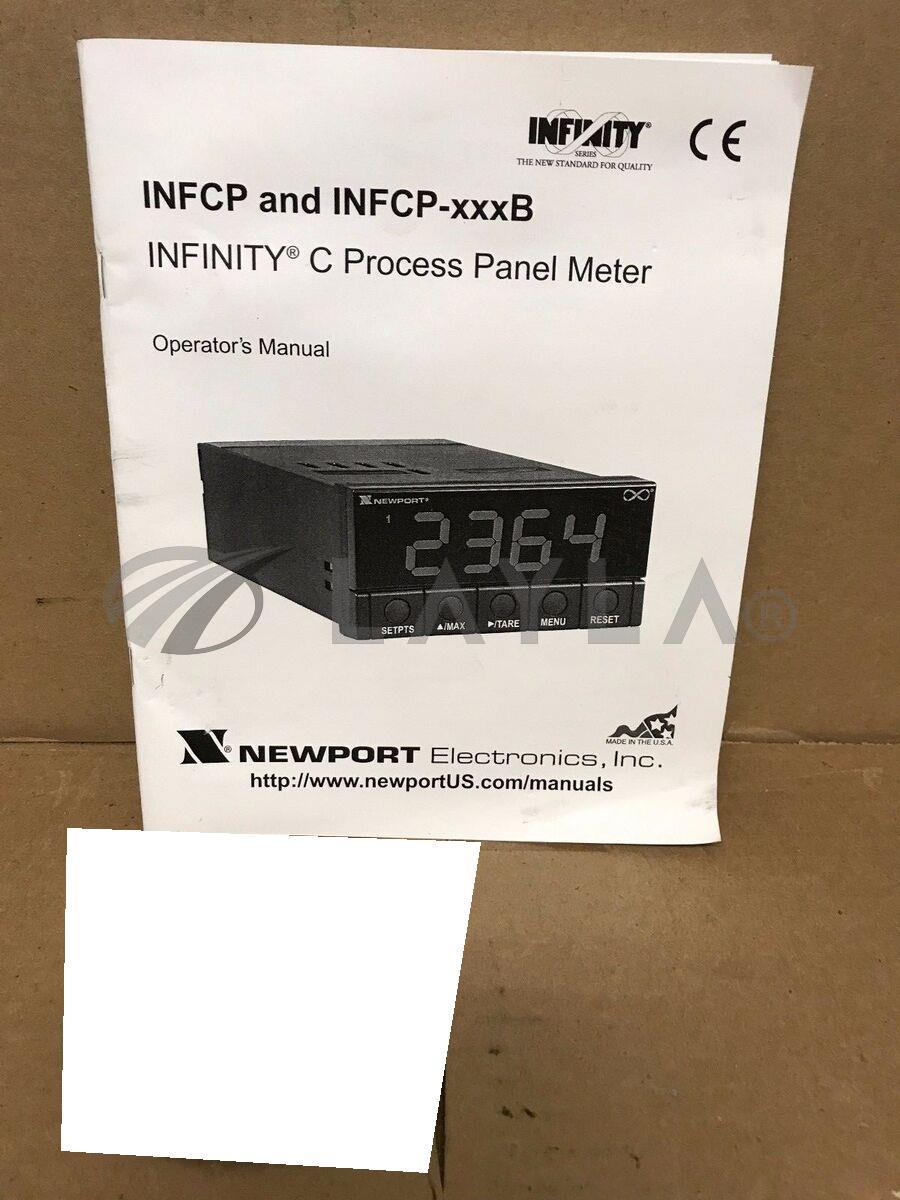 INFINITY®
SERIES
THE NEW STANDARD FOR QUALITY
CE
INFCP and INFCP-xxxB
INFINITY® C Process Panel Meter
Operator's Manual
NEWPORT®
1
2364
SETPTS ▲/MAX ►/TARE MENU RESET
LAYLA®
MADE IN THE U.S.A.
N® NEWPORT Electronics, Inc.
http://www.newportUS.com/manuals